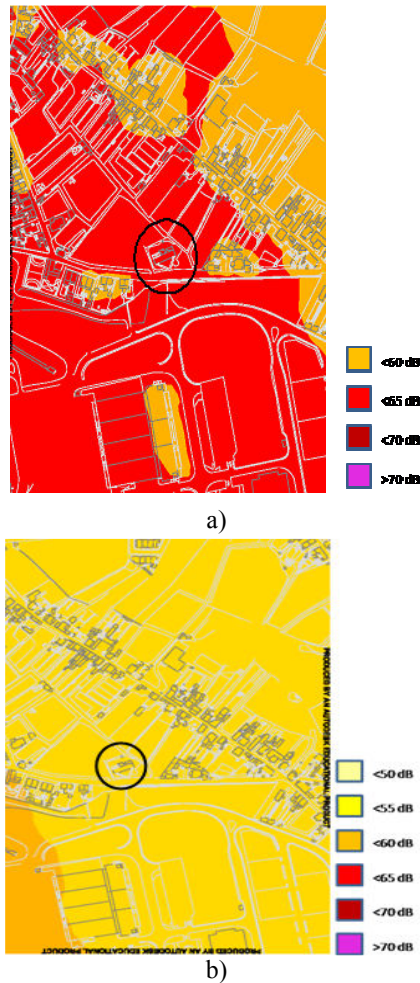 <60 dB
<65 dB
<70 dB
>70 dB
a)
PRODUCED BY AN AUTODESK EDUCATIONAL PRODUCT
<50 dB
<55 dB
<60 dB
<65 dB
<70 dB
>70 dB
PRODUCED BY AN AUTODESK EDUCATIONAL PRODUCT
b)